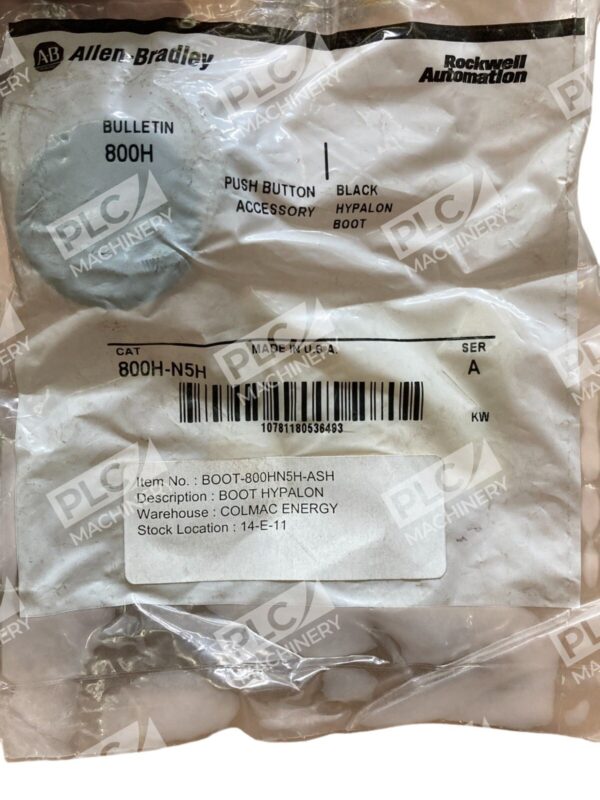 AB Allen-Bradley
Rockwell
Automation
BULLETIN
800H
PUSH BUTTON
ACCESSORY
BLACK
HYPALON
BOOT
CAT
MADE IN U.S.A.
SER
800H-N5H
A
10781180536493
KW
Item No. : BOOT-800HN5H-ASH
Description : BOOT HYPALON
Warehouse : COLMAC ENERGY
Stock Location : 14-E-11
PLC
MACHINERY